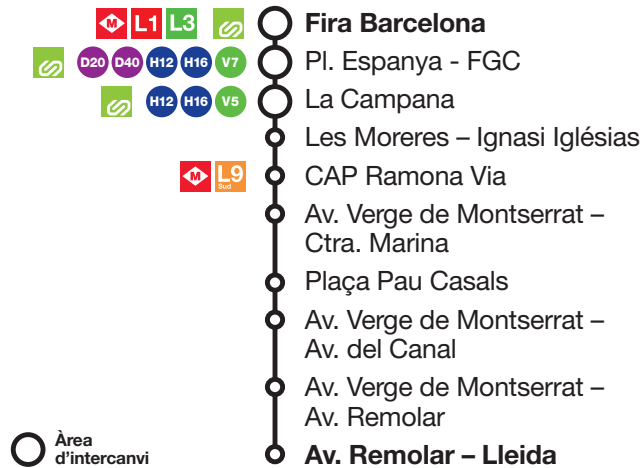 M L1 L3 Fira Barcelona
D20 D40 H12 H16 V7 Pl. Espanya - FGC
H12 H16 V5 La Campana
Les Moreres – Ignasi Iglésias
M L9 Sud CAP Ramona Via
Av. Verge de Montserrat –
Ctra. Marina
Plaça Pau Casals
Av. Verge de Montserrat –
Av. del Canal
Av. Verge de Montserrat –
Av. Remolar
Av. Remolar – Lleida
Àrea
d'intercanvi